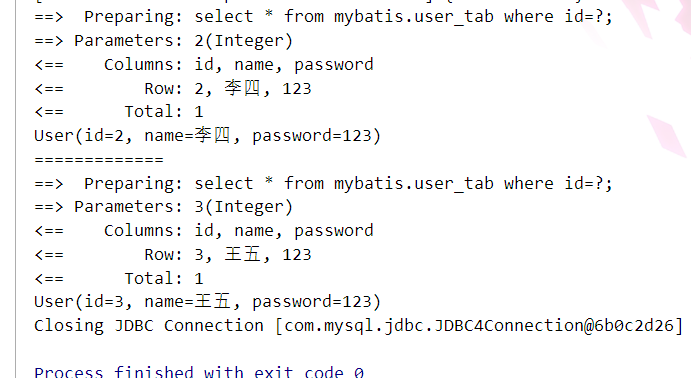 ==>  Preparing: select * from mybatis.user_tab where id=?;
==> Parameters: 2(Integer)
<==    Columns: id, name, password
<==        Row: 2, 李四, 123
<==      Total: 1
User(id=2, name=李四, password=123)
=============
==>  Preparing: select * from mybatis.user_tab where id=?;
==> Parameters: 3(Integer)
<==    Columns: id, name, password
<==        Row: 3, 王五, 123
<==      Total: 1
User(id=3, name=王五, password=123)
Closing JDBC Connection [com.mysql.jdbc.JDBC4Connection@6b0c2d26]
Process finished with exit code 0